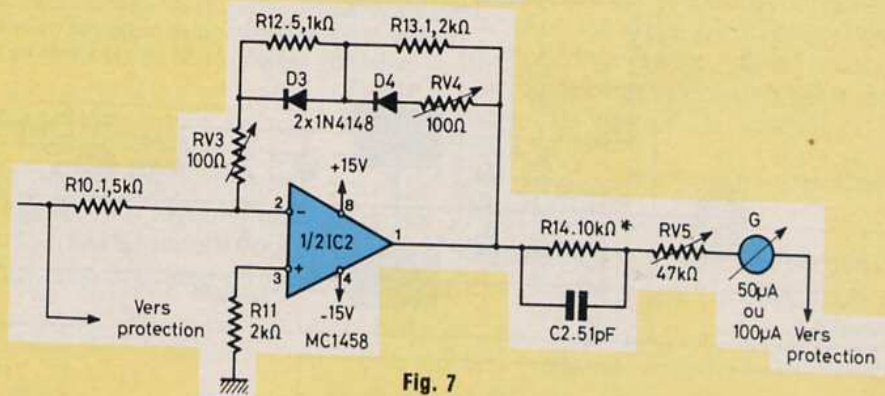 R12.5,1kΩ
R13.1,2kΩ
D3
D4
RV4
2x1N4148
100Ω
RV3
100Ω
+15V
R10.1,5kΩ
2
-
8
1/2IC2
1
3
+
4
-15V
MC1458
R11
2kΩ
Vers
protection
R14.10kΩ*
RV5
47kΩ
C2.51pF
G
50µA
ou
100µA
Vers
protection
Fig. 7